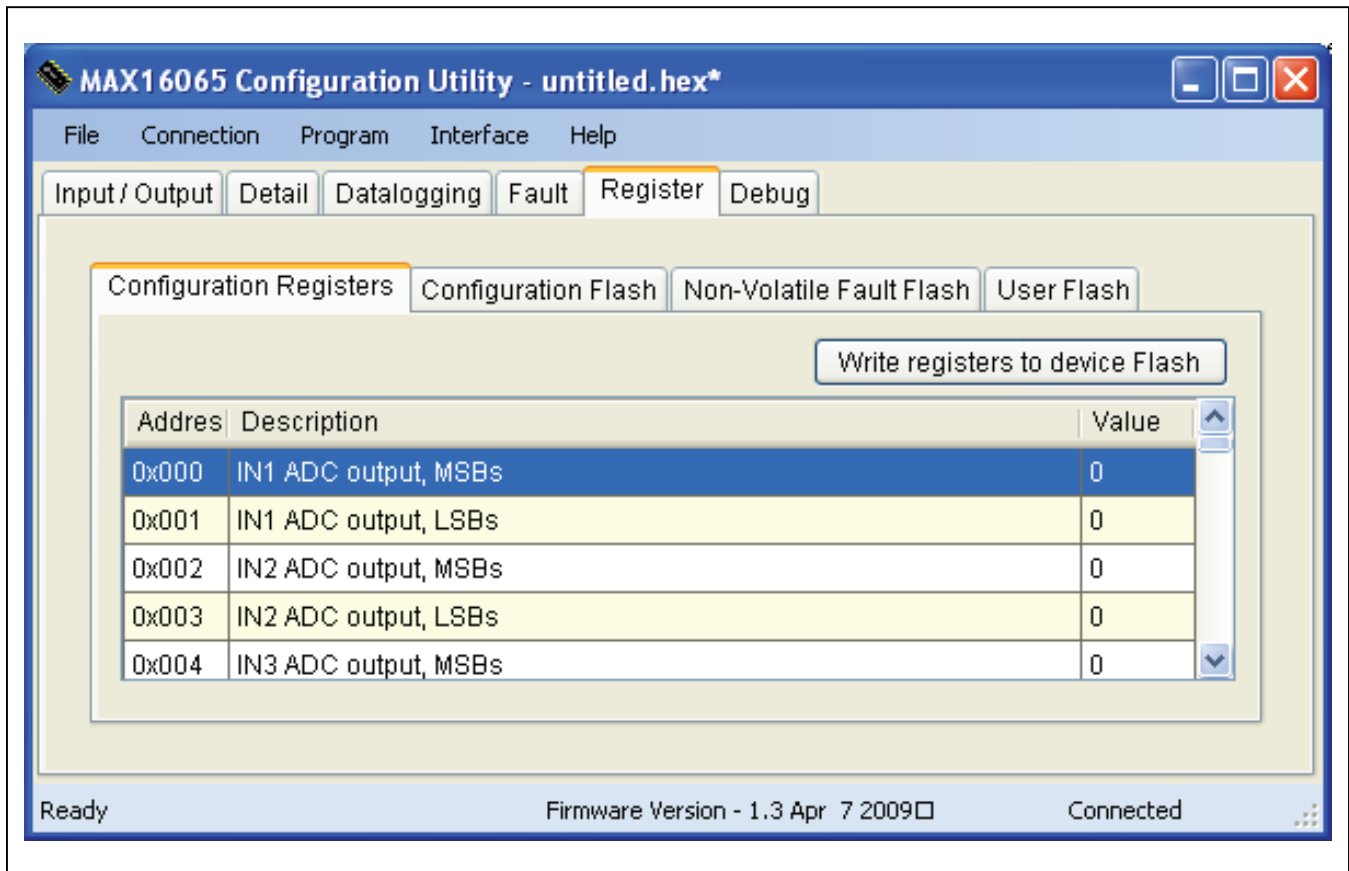 MAX16065 Configuration Utility - untitled.hex*
File Connection Program Interface Help
Input / Output Detail Datalogging Fault Register Debug
Configuration Registers Configuration Flash Non-Volatile Fault Flash User Flash
Write registers to device Flash
Addres Description Value
0x000 IN1 ADC output, MSBs 0
0x001 IN1 ADC output, LSBs 0
0x002 IN2 ADC output, MSBs 0
0x003 IN2 ADC output, LSBs 0
0x004 IN3 ADC output, MSBs 0
Ready Firmware Version - 1.3 Apr 7 2009□ Connected